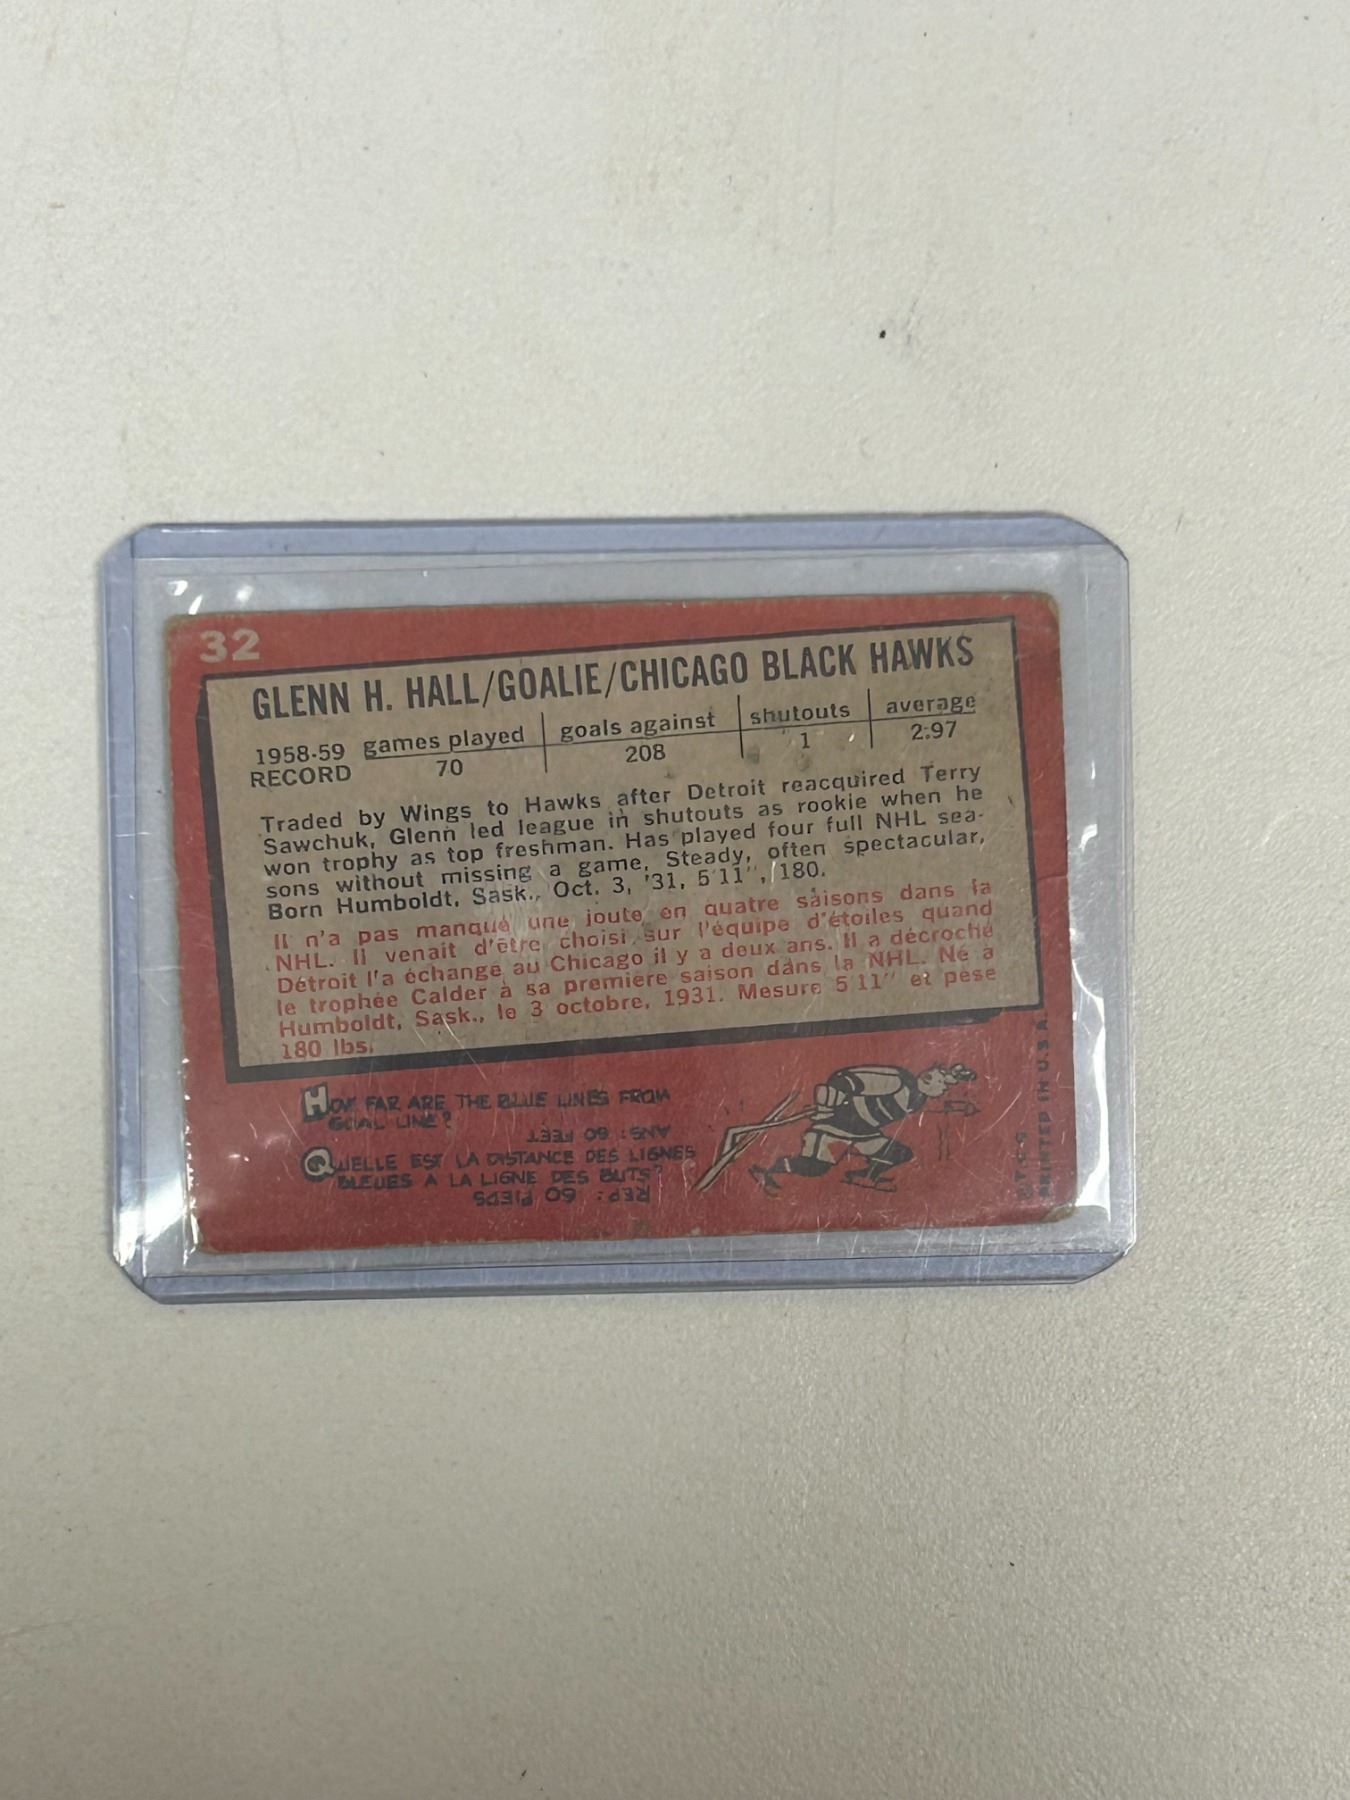 32
GLENN H. HALL/GOALIE/CHICAGO BLACK HAWKS
1958-59 games played goals against shutouts average
RECORD 70 208 1 2.97
Traded by Wings to Hawks after Detroit reacquired Terry
Sawchuk, Glenn led league in shutouts as rookie when he
won trophy as top freshman. Has played four full NHL sea-
sons without missing a game. Steady, often spectacular.
Born Humboldt, Sask., Oct. 3, '31, 5'11", 180.
Il n'a pas manqué une joute en quatre saisons dans la
NHL. Il venait d'être choisi sur l'équipe d'étoiles quand
Détroit l'a échange au Chicago il y a deux ans. Il a décroché
le trophée Calder à sa première saison dans la NHL. Né à
Humboldt, Sask., le 3 octobre, 1931. Mesure 5'11" et pèse
180 lbs.
HOW FAR ARE THE BLUE LINES FROM
GOAL LINE?
ANS: 60 FEET
QUELLE EST LA DISTANCE DES LIGNES
BLEUES A LA LIGNE DES BUTS?
REP: 60 PIEDS
©T.C.G.
PRINTED IN U.S.A.